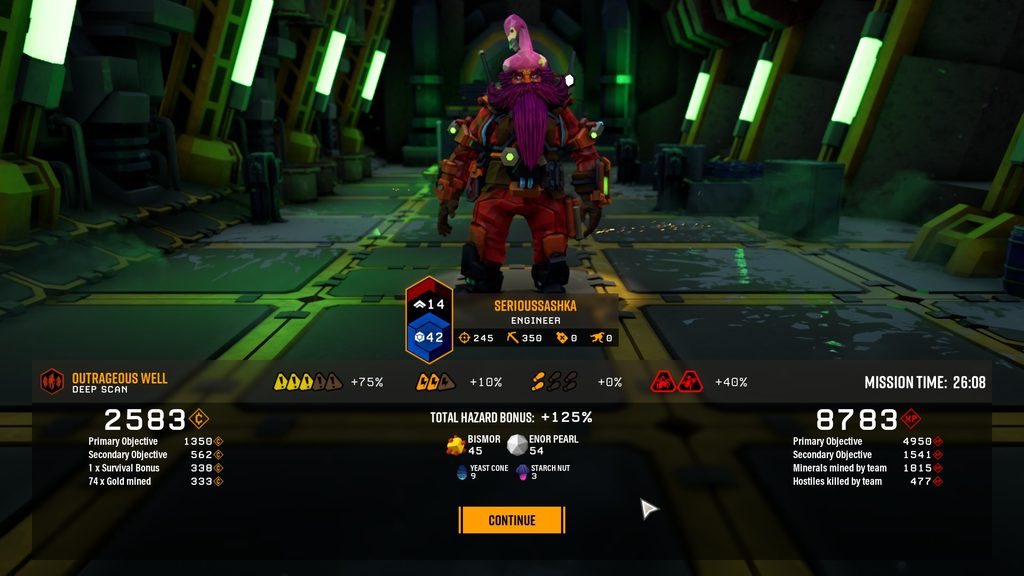 14
SERIOUSSASHKA
ENGINEER
42
245 350 0 0
OUTRAGEOUS WELL
DEEP SCAN
+75% +10% +0% +40%
MISSION TIME: 26:08
2583
Primary Objective 1350
Secondary Objective 562
1 x Survival Bonus 338
74 x Gold mined 333
TOTAL HAZARD BONUS: +125%
BISMOR
45
ENOR PEARL
54
YEAST CONE
9
STARCH NUT
3
8783 XP
Primary Objective 4950
Secondary Objective 1541
Minerals mined by team 1815
Hostiles killed by team 477
CONTINUE